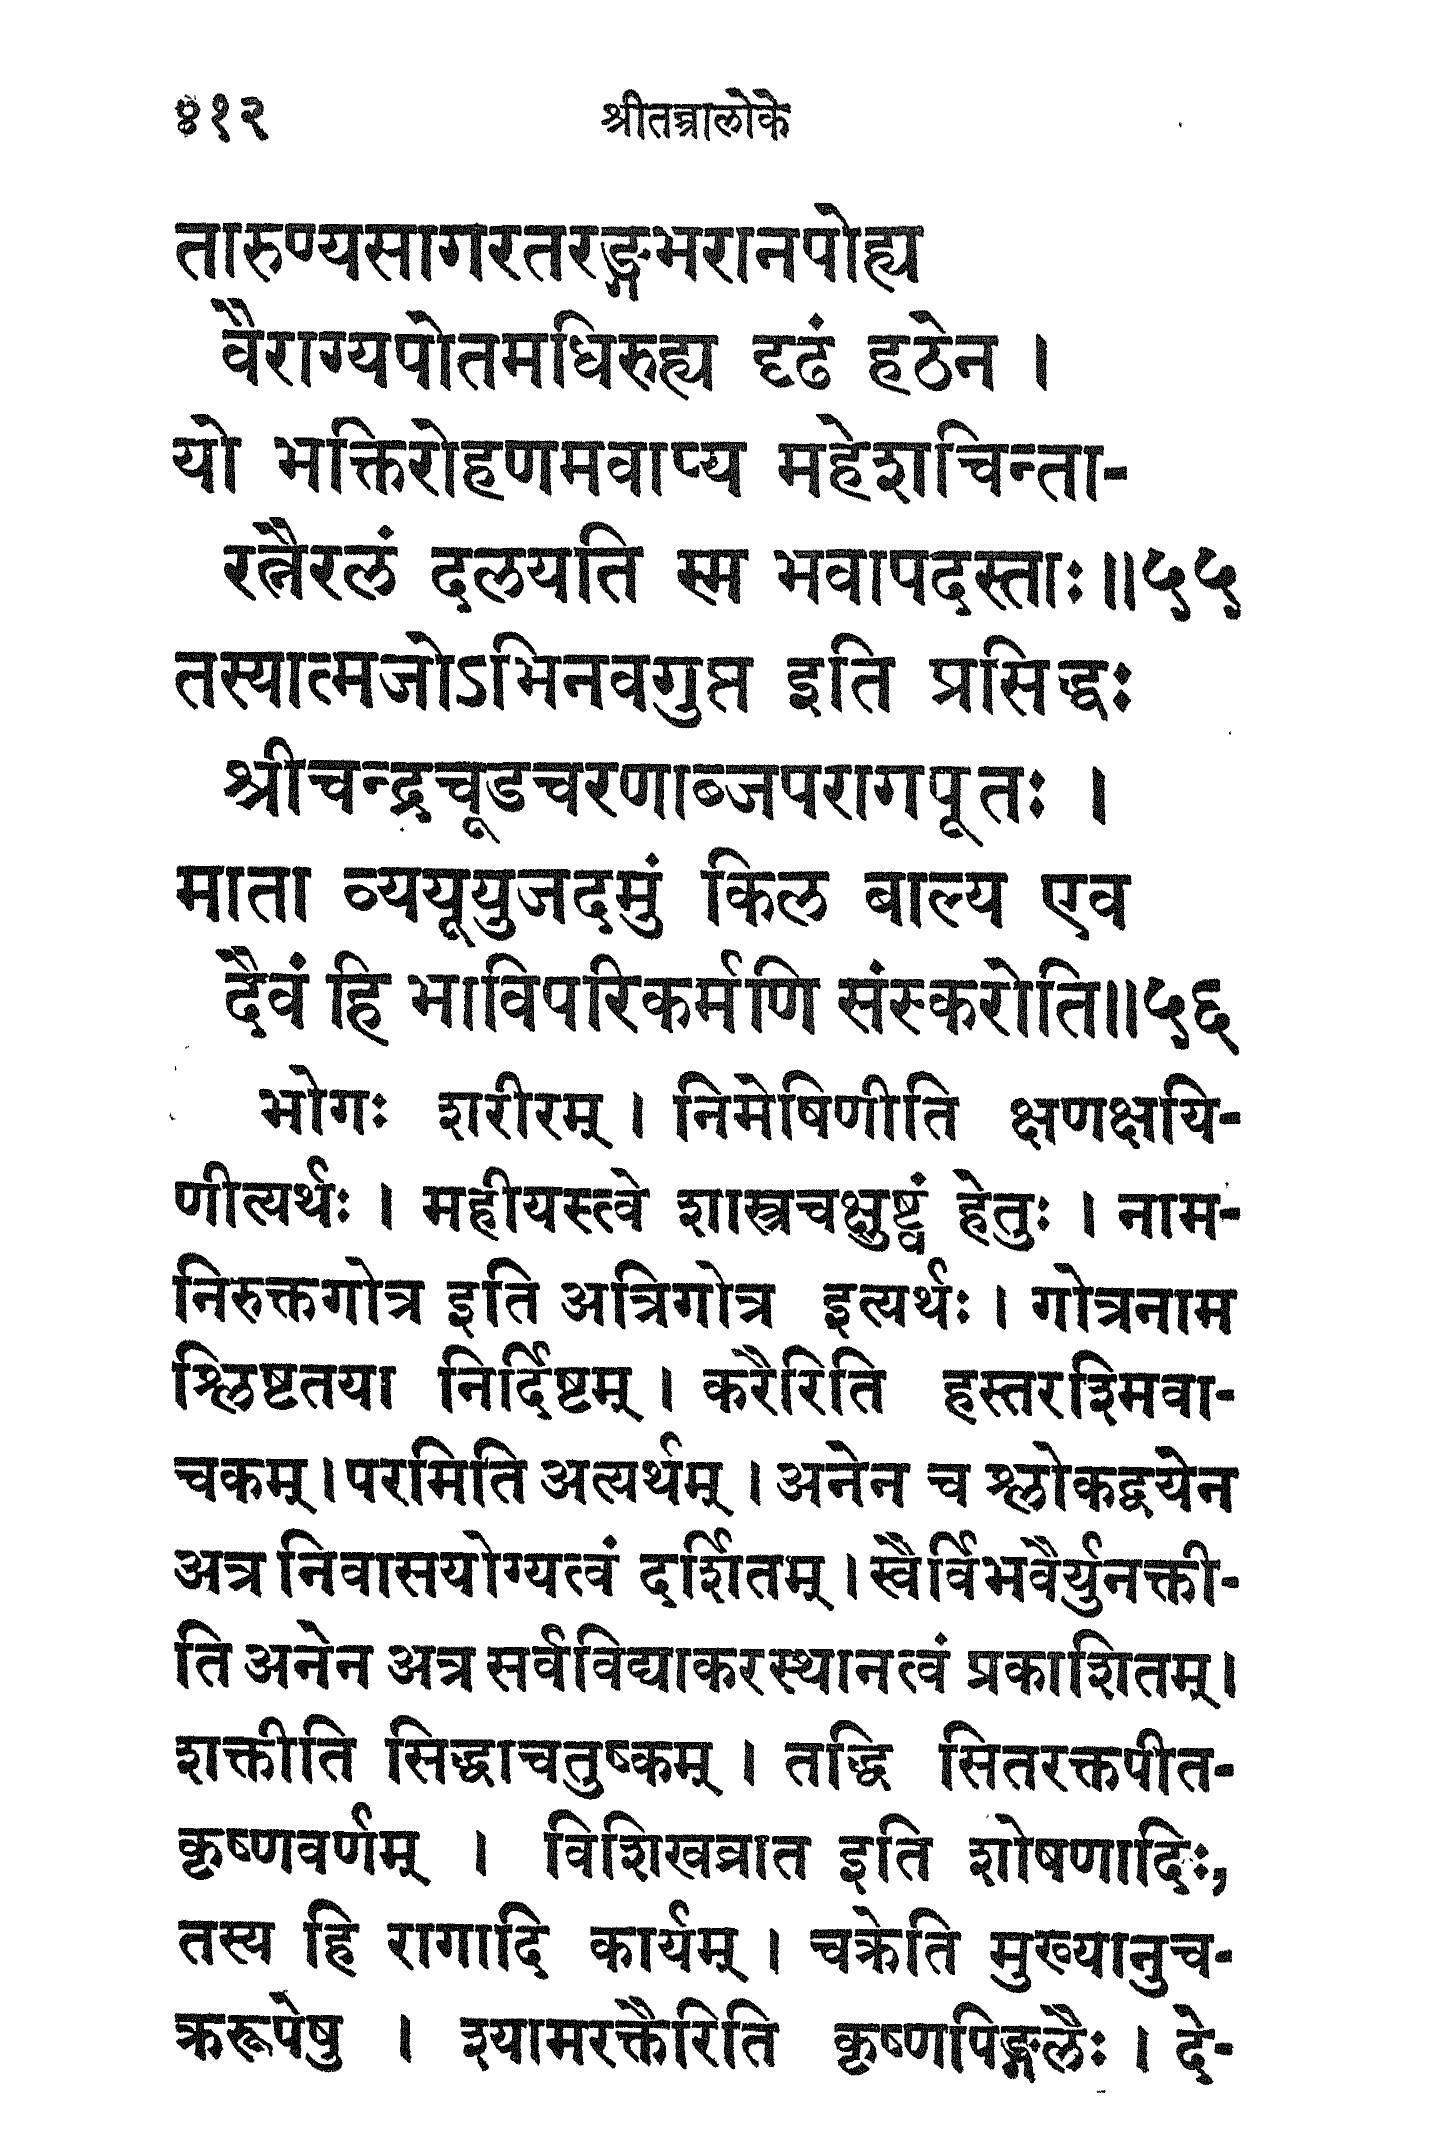 ४१२ श्रीतन्त्रालोके
तारुण्यसागरतरङ्गभरानपोह्य
वैराग्यपोतमधिरुह्य दृढं हठेन ।
यो भक्तिरोहणमवाप्य महेशचिन्ता-
रत्नैरलं दलयति स्म भवापदस्ताः॥५५
तस्यात्मजोऽभिनवगुप्त इति प्रसिद्धः
श्रीचन्द्रचूडचरणाब्जपरागपूतः ।
माता व्ययूयुजदमुं किल बाल्य एव
दैवं हि भाविपरिकर्मणि संस्करोति॥५६
भोगः शरीरम् । निमेषिणीति क्षणक्षयि-
णीत्यर्थः । महीयस्त्वे शास्त्रचक्षुष्ट्वं हेतुः । नाम-
निरुक्तगोत्र इति अत्रिगोत्र इत्यर्थः । गोत्रनाम
श्लिष्टतया निर्दिष्टम् । करैरिति हस्तरश्मिवा-
चकम् । परमिति अत्यर्थम् । अनेन च श्लोकद्वयेन
अत्र निवासयोग्यत्वं दर्शितम् । स्वैर्विभवैर्युनक्ती-
ति अनेन अत्र सर्वविद्याकरस्थानत्वं प्रकाशितम् ।
शक्तीति सिद्धाचतुष्कम् । तद्धि सितरक्तपीत-
कृष्णवर्णम् । विशिखव्रात इति शोषणादिः,
तस्य हि रागादि कार्यम् । चक्रेति मुख्यानुच-
क्ररूपेषु । श्यामरक्तैरिति कृष्णपिङ्गलैः । दे-